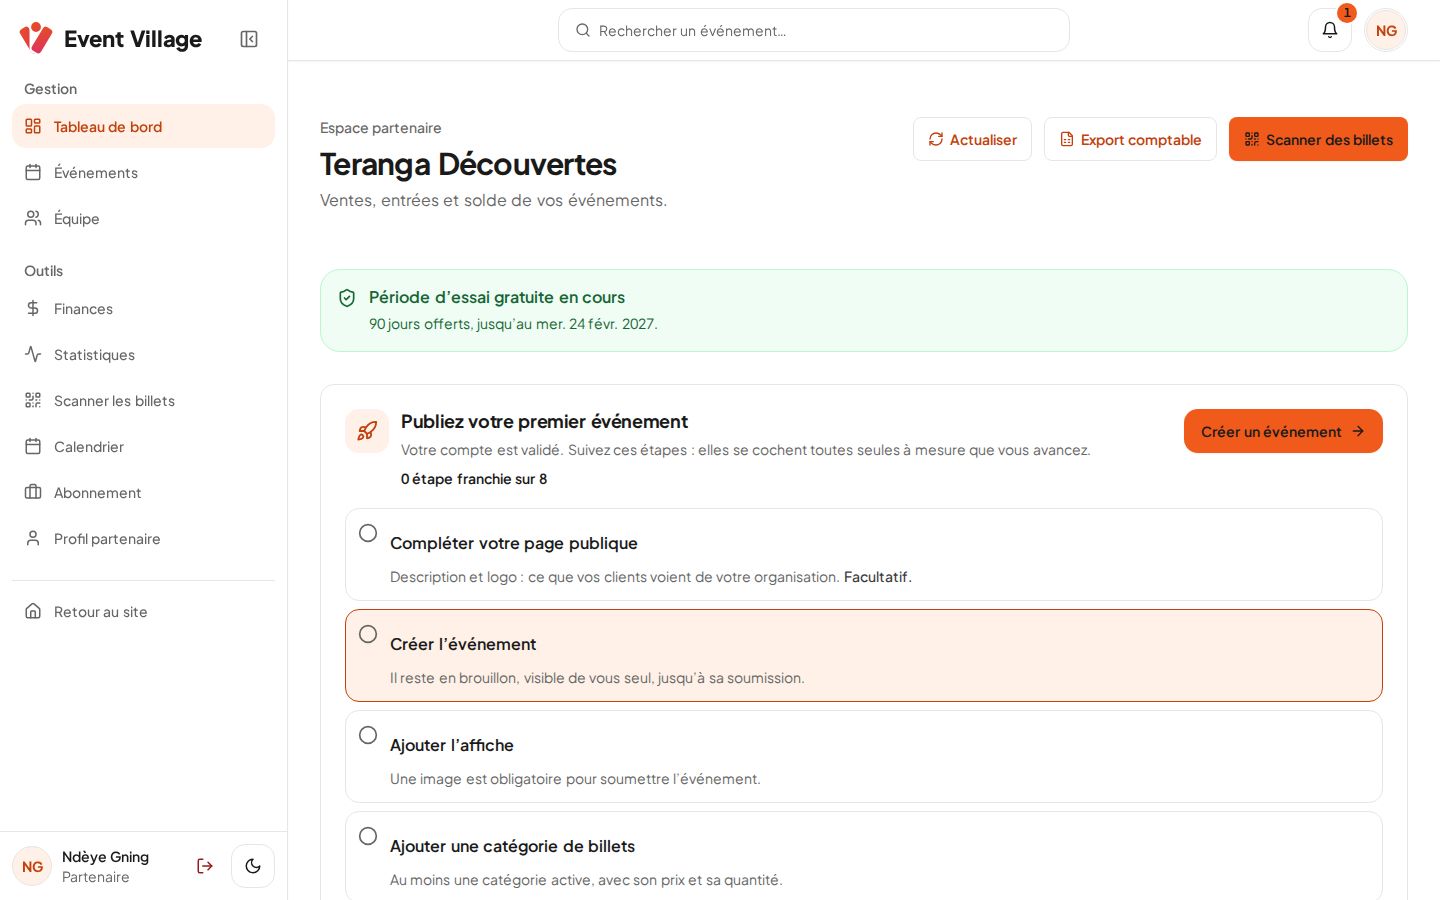 Event Village
Gestion
Tableau de bord
Événements
Équipe
Outils
Finances
Statistiques
Scanner les billets
Calendrier
Abonnement
Profil partenaire
Retour au site
NG
Ndèye Gning
Partenaire
Rechercher un événement…
1
NG
Espace partenaire
Teranga Découvertes
Ventes, entrées et solde de vos événements.
Actualiser
Export comptable
Scanner des billets
Période d’essai gratuite en cours
90 jours offerts, jusqu’au mer. 24 févr. 2027.
Publiez votre premier événement
Votre compte est validé. Suivez ces étapes : elles se cochent toutes seules à mesure que vous avancez.
0 étape franchie sur 8
Créer un événement
Compléter votre page publique
Description et logo : ce que vos clients voient de votre organisation. Facultatif.
Créer l’événement
Il reste en brouillon, visible de vous seul, jusqu’à sa soumission.
Ajouter l’affiche
Une image est obligatoire pour soumettre l’événement.
Ajouter une catégorie de billets
Au moins une catégorie active, avec son prix et sa quantité.